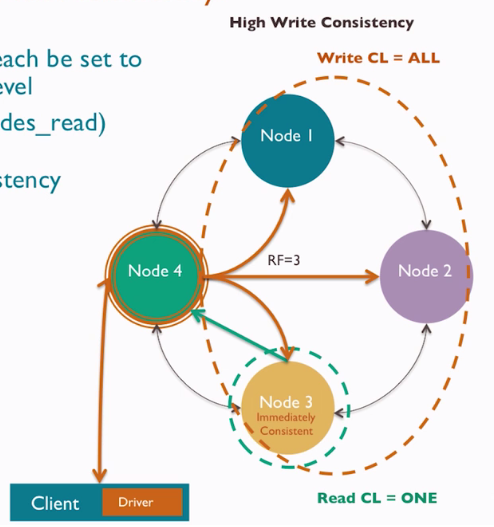 High Write Consistency
each be set to
Write CL = ALL
evel
des_read)
Node 1
stency
RF=3
Node 4
Node 2
Node 3
Immediately
Consistent
Client
Driver
Read CL = ONE